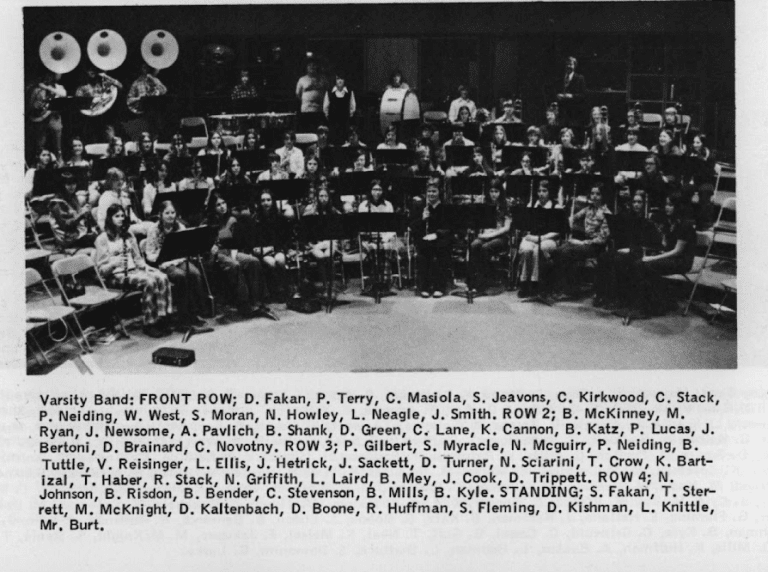 Varsity Band: FRONT ROW; D. Fakan, P. Terry, C. Masiola, S. Jeavons, C. Kirkwood, C. Stack,
P. Neiding, W. West, S. Moran, N. Howley, L. Neagle, J. Smith. ROW 2; B. McKinney, M.
Ryan, J. Newsome, A. Pavlich, B. Shank, D. Green, C. Lane, K. Cannon, B. Katz, P. Lucas, J.
Bertoni, D. Brainard, C. Novotny. ROW 3; P. Gilbert, S. Myracle, N. Mcguirr, P. Neiding, B.
Tuttle, V. Reisinger, L. Ellis, J. Hetrick, J. Sackett, D. Turner, N. Sciarini, T. Crow, K. Bart-
izal, T. Haber, R. Stack, N. Griffith, L. Laird, B. Mey, J. Cook, D. Trippett. ROW 4; N.
Johnson, B. Risdon, B. Bender, C. Stevenson, B. Mills, B. Kyle. STANDING; S. Fakan, T. Ster-
rett, M. McKnight, D. Kaltenbach, D. Boone, R. Huffman, S. Fleming, D. Kishman, L. Knittle,
Mr. Burt.